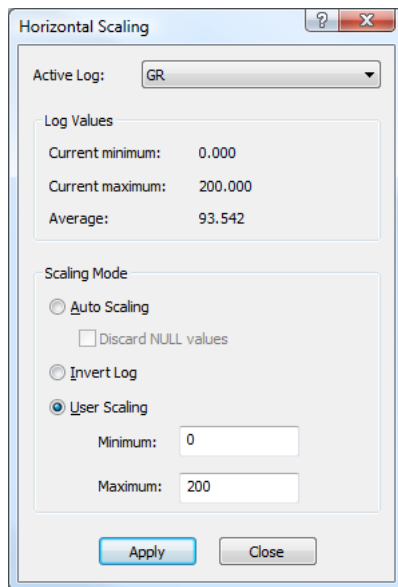 Horizontal Scaling
?
X
Active Log: GR
Log Values
Current minimum: 0.000
Current maximum: 200.000
Average: 93.542
Scaling Mode
Auto Scaling
Discard NULL values
Invert Log
User Scaling
Minimum: 0
Maximum: 200
Apply Close